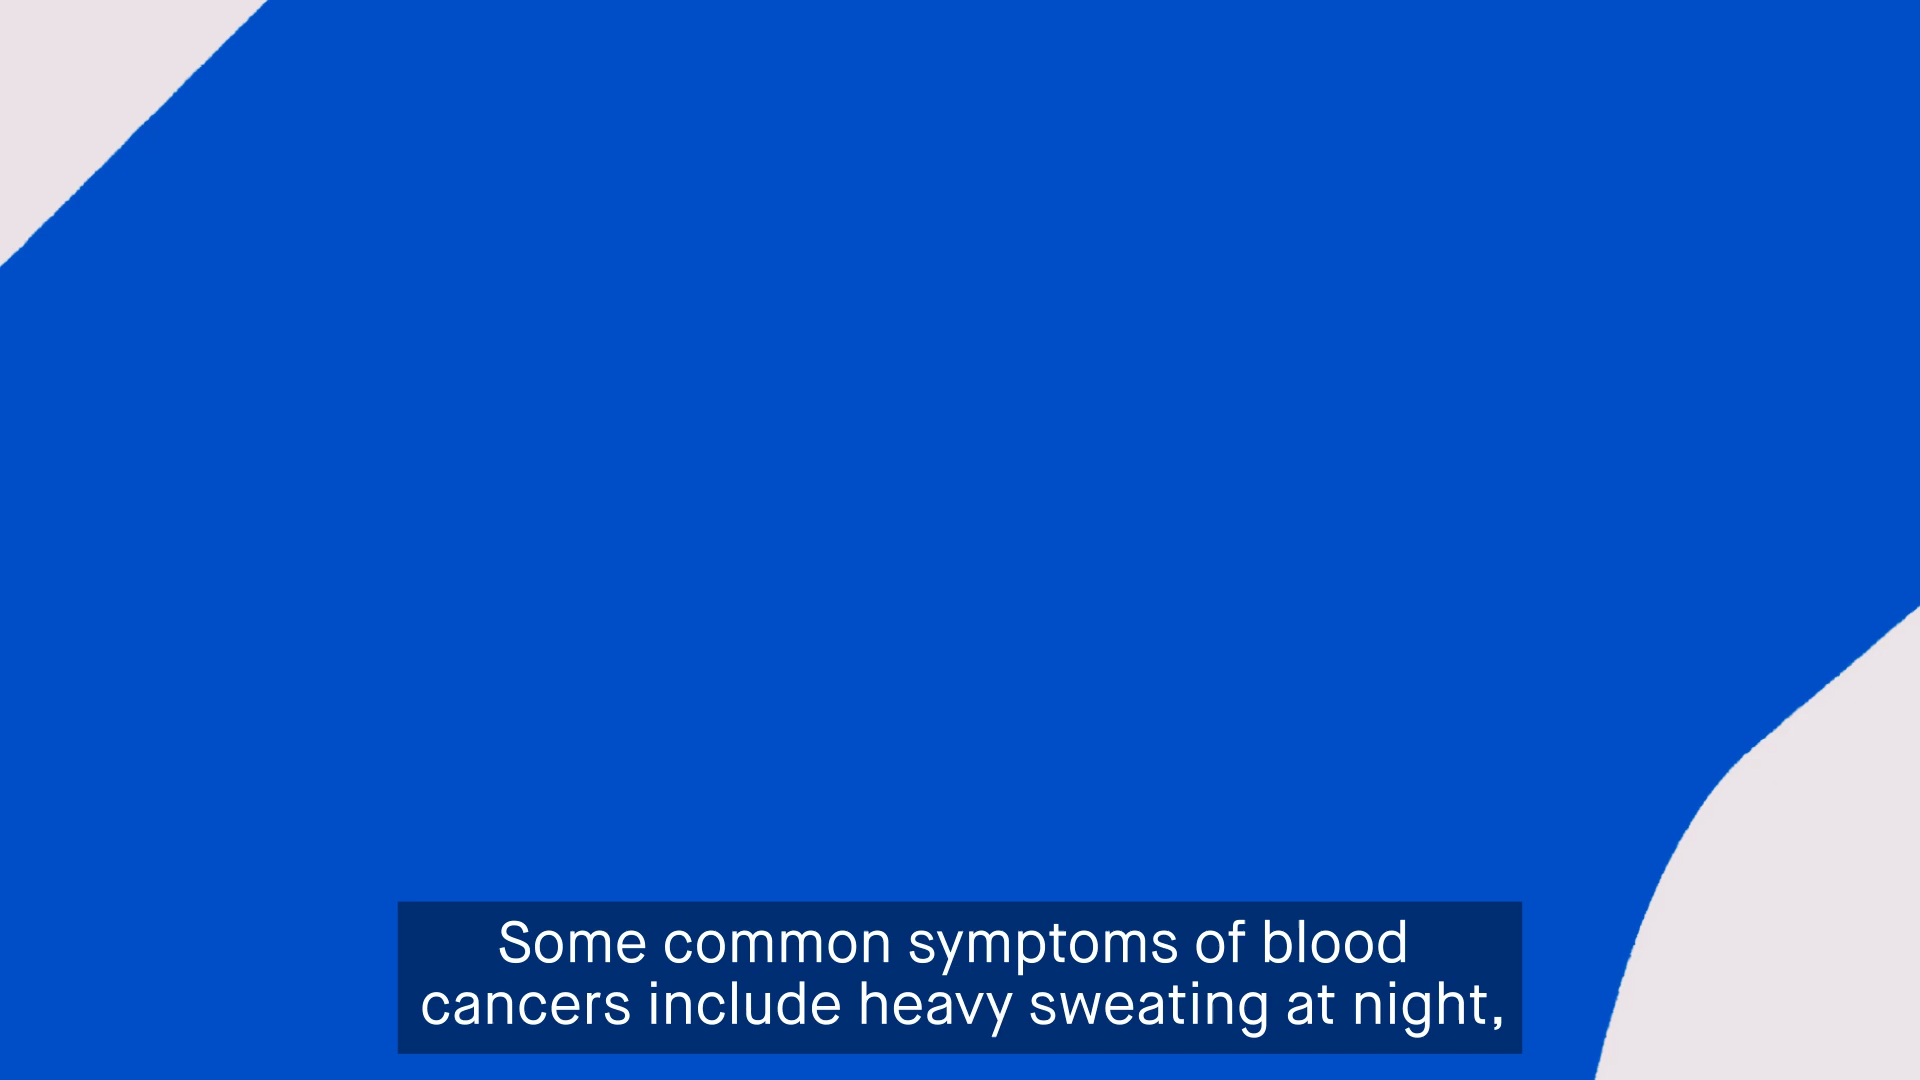 Some common symptoms of blood
cancers include heavy sweating at night,